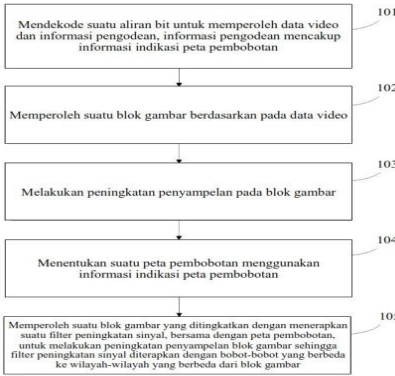 101
Mendekode suatu aliran bit untuk memperoleh data video
dan informasi pengodean, informasi pengodean mencakup
informasi indikasi peta pembobotan
102
Memperoleh suatu blok gambar berdasarkan pada data video
103
Melakukan peningkatan penyampelan pada blok gambar
104
Menentukan suatu peta pembobotan menggunakan
informasi indikasi peta pembobotan
105
Memperoleh suatu blok gambar yang ditingkatkan dengan menerapkan
suatu filter peningkatan sinyal, bersama dengan peta pembobotan,
untuk melakukan peningkatan penyampelan blok gambar sehingga
filter peningkatan sinyal diterapkan dengan bobot-bobot yang berbeda
ke wilayah-wilayah yang berbeda dari blok gambar